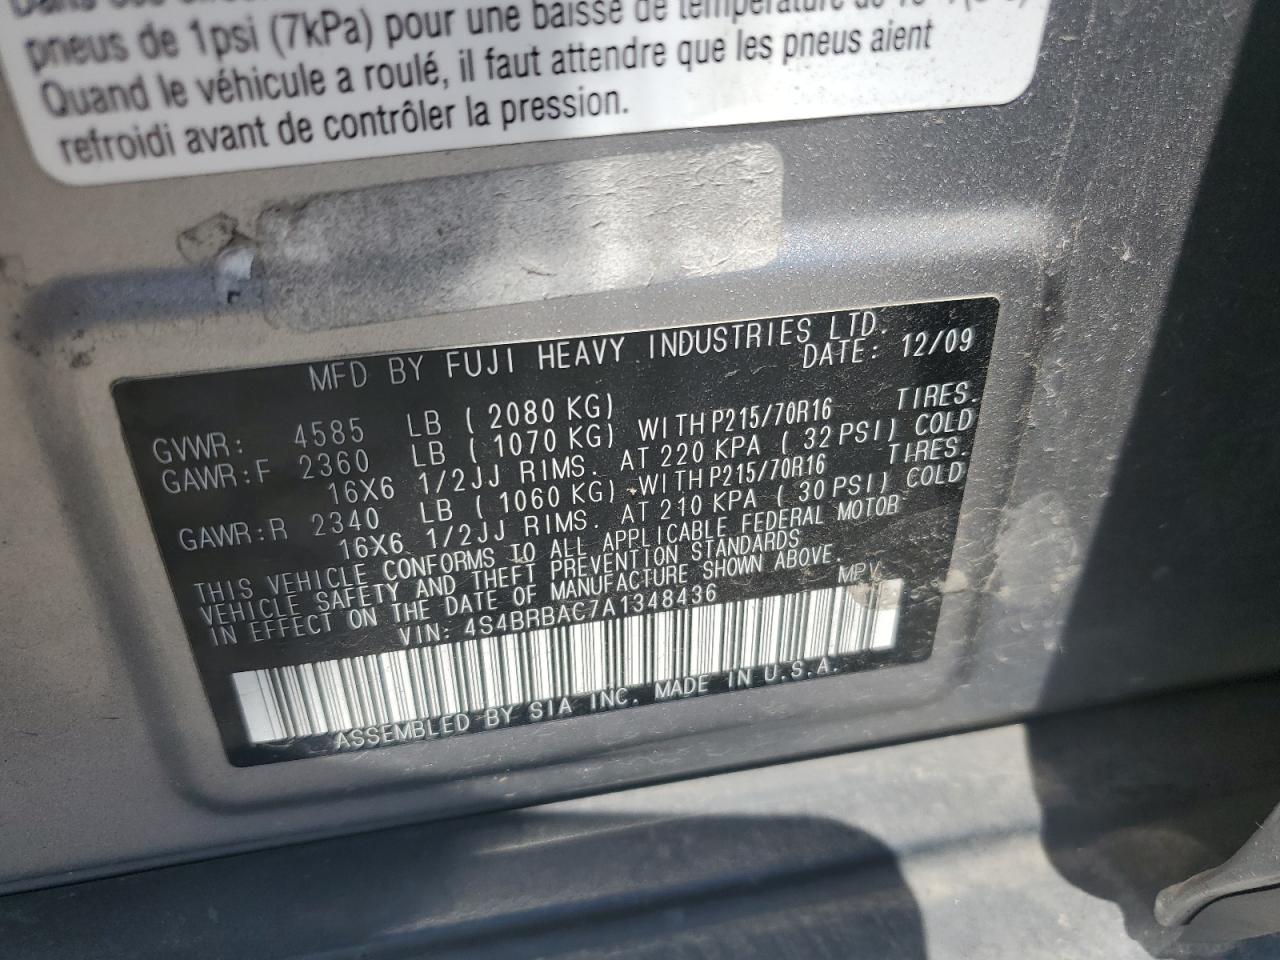 pneus de 1psi (7kPa) pour une baisse de température de
Quand le véhicule a roulé, il faut attendre que les pneus aient
refroidi avant de contrôler la pression.
MFD BY FUJI HEAVY INDUSTRIES LTD.
DATE: 12/09
GVWR: 4585 LB ( 2080 KG)
GAWR:F 2360 LB ( 1070 KG) WITH P215/70R16 TIRES.
16X6 1/2JJ RIMS. AT 220 KPA ( 32 PSI) COLD
GAWR:R 2340 LB ( 1060 KG) WITH P215/70R16 TIRES.
16X6 1/2JJ RIMS. AT 210 KPA ( 30 PSI) COLD
THIS VEHICLE CONFORMS TO ALL APPLICABLE FEDERAL MOTOR
VEHICLE SAFETY AND THEFT PREVENTION STANDARDS
IN EFFECT ON THE DATE OF MANUFACTURE SHOWN ABOVE.
VIN: 4S4BRBAC7A1348436 MPV
ASSEMBLED BY SIA INC. MADE IN U.S.A.